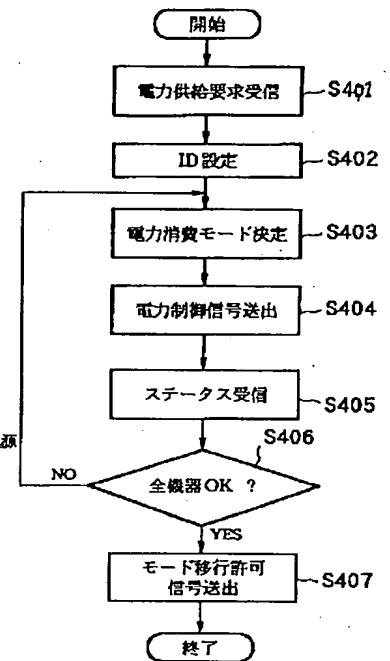 開始
電力供給要求受信
S401
ID設定
S402
電力消費モード決定
S403
電力制御信号送出
S404
ステータス受信
S405
S406
全機器OK ?
NO
源
YES
モード移行許可
信号送出
S407
終了